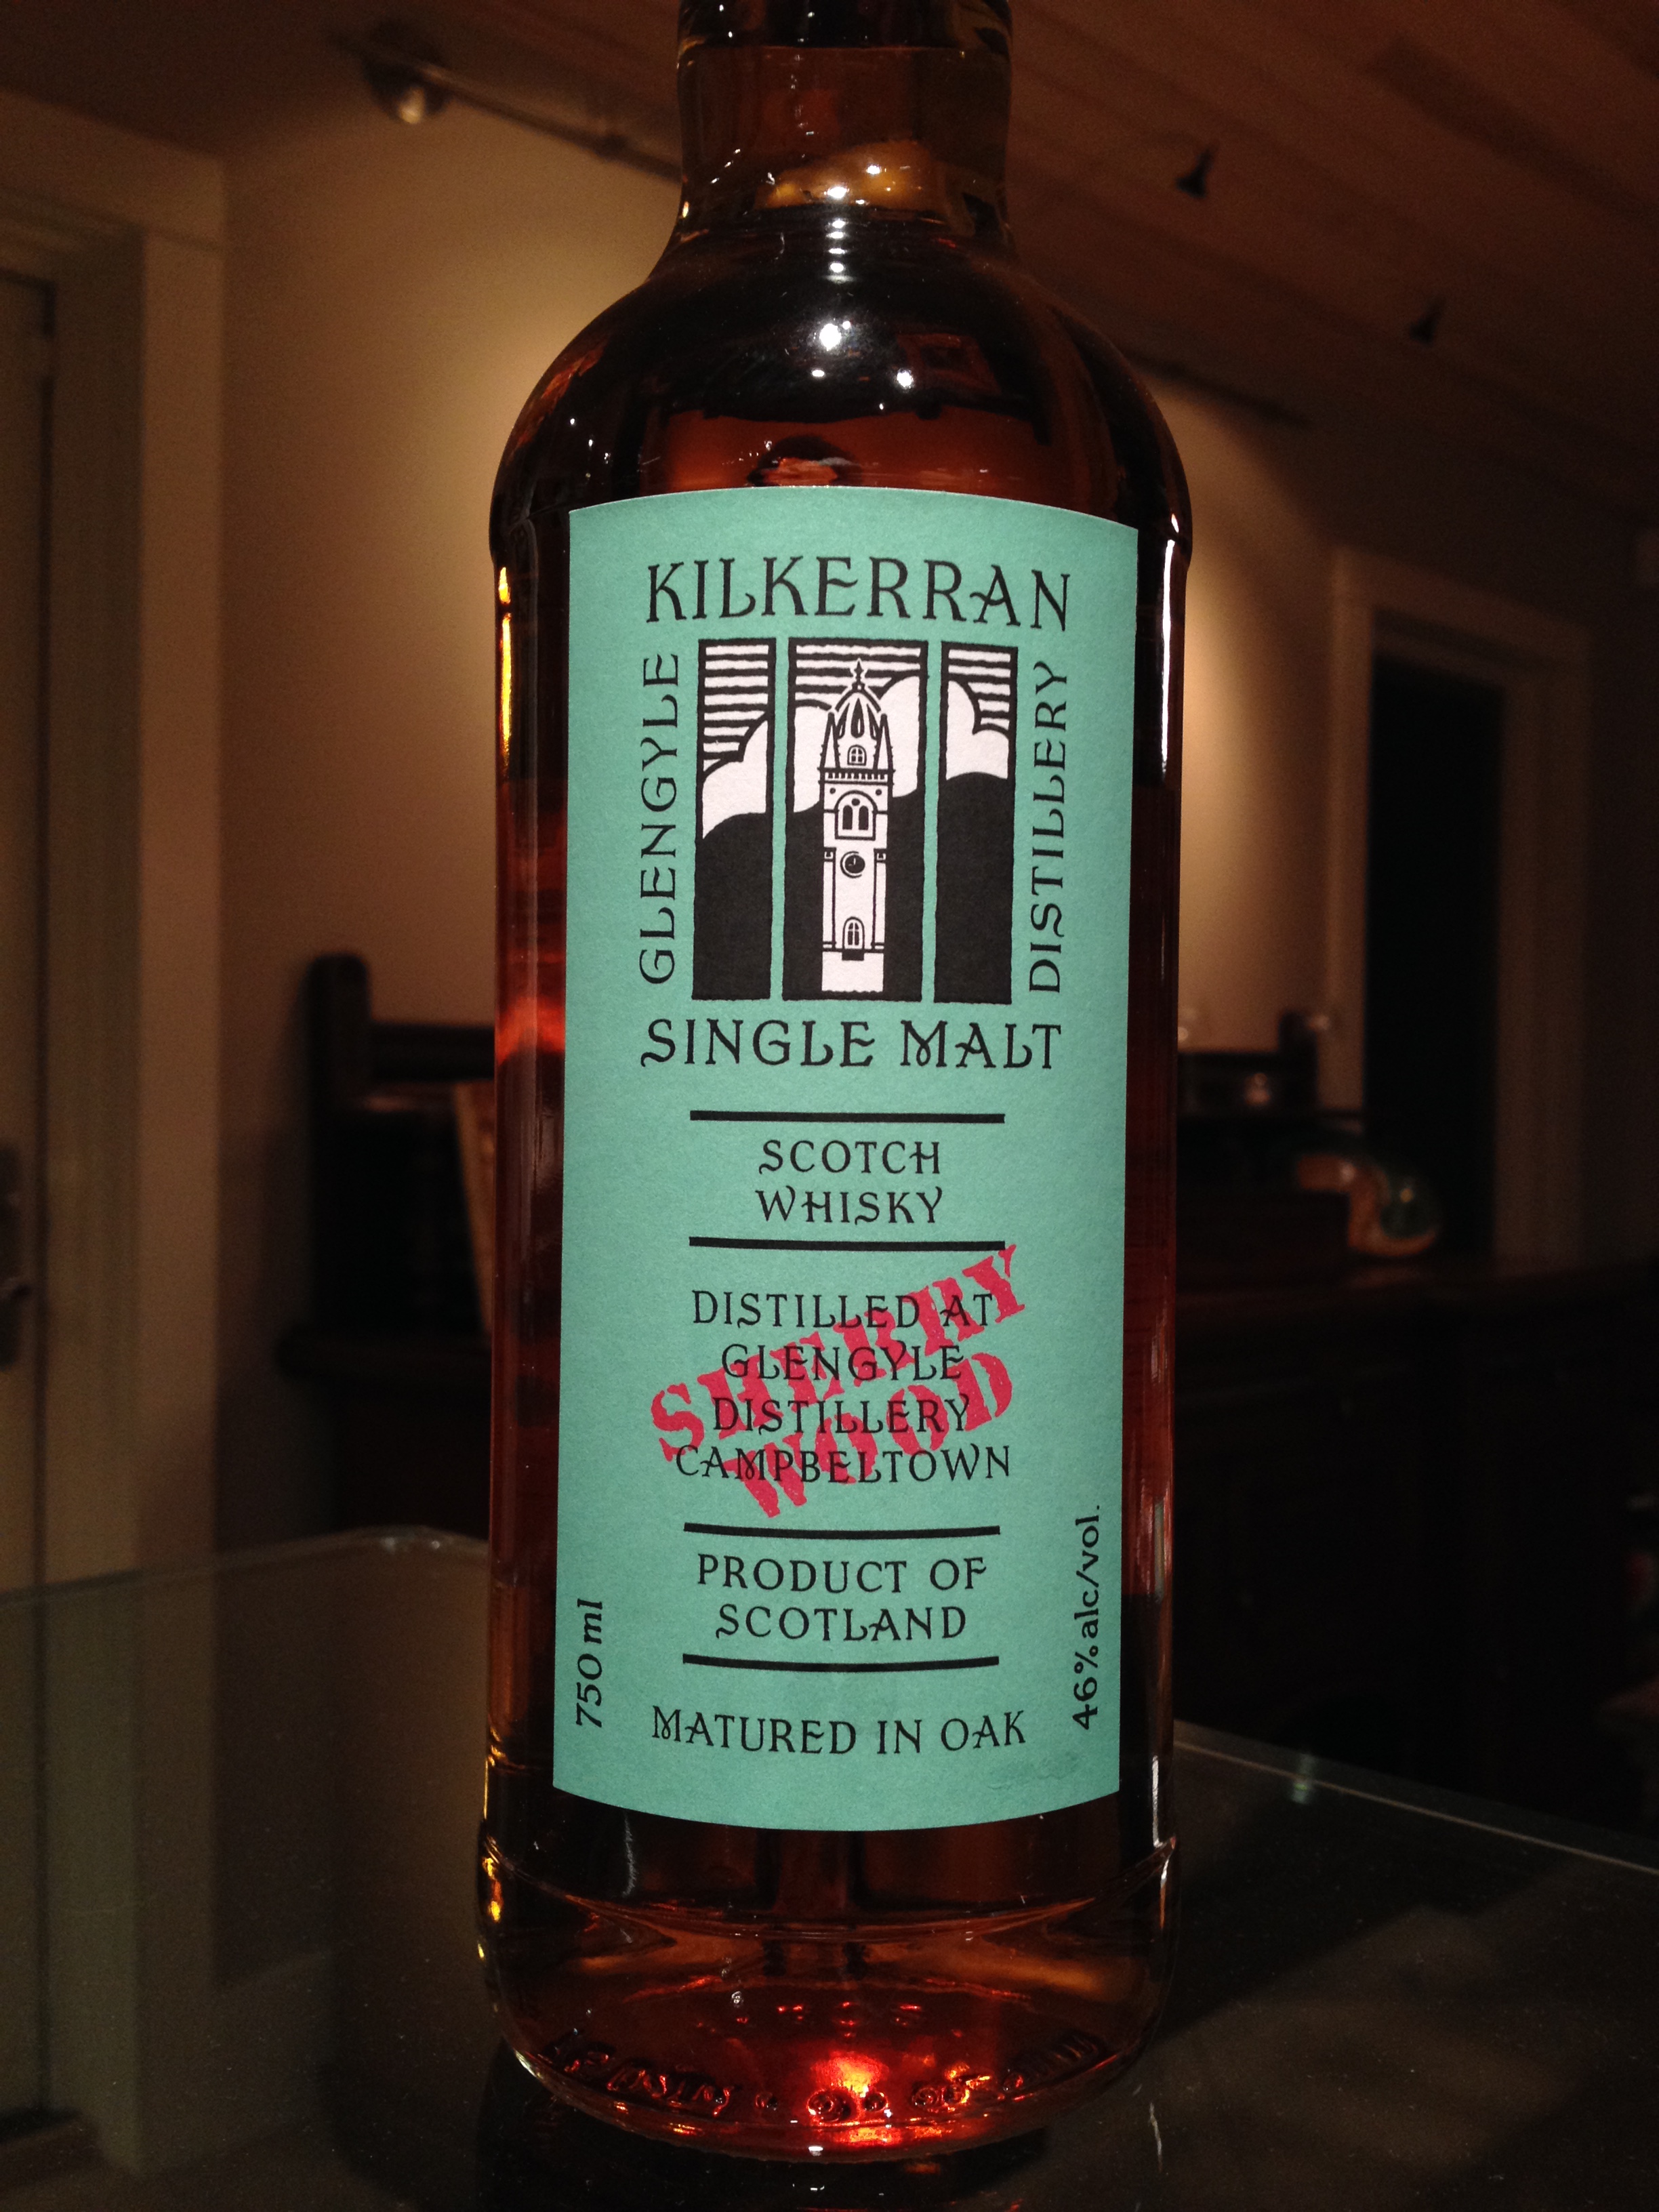 KILKERRAN
GLENGYLE
DISTILLERY
SINGLE MALT
SCOTCH
WHISKY
DISTILLED AT
GLENGYLE
DISTILLERY
CAMPBELTOWN
SHERRY
WOOD
PRODUCT OF
SCOTLAND
750 ml
46% alc/vol.
MATURED IN OAK